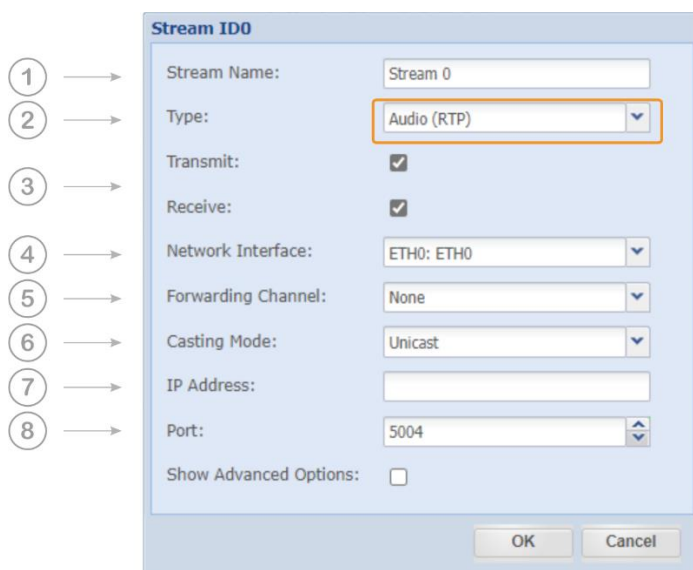 Stream ID0
1 Stream Name: Stream 0
2 Type: Audio (RTP)
Transmit:
3
Receive:
4 Network Interface: ETH0: ETH0
5 Forwarding Channel: None
6 Casting Mode: Unicast
7 IP Address:
8 Port: 5004
Show Advanced Options:
OK Cancel